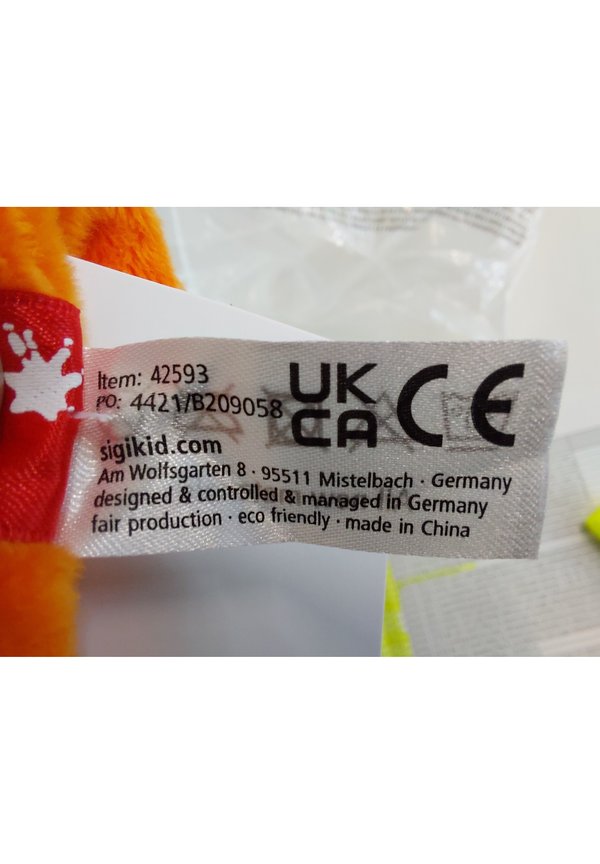 Item: 42593
PO: 4421/B209058
UK
CA
CE
sigikid.com
Am Wolfsgarten 8 · 95511 Mistelbach · Germany
designed & controlled & managed in Germany
fair production · eco friendly · made in China